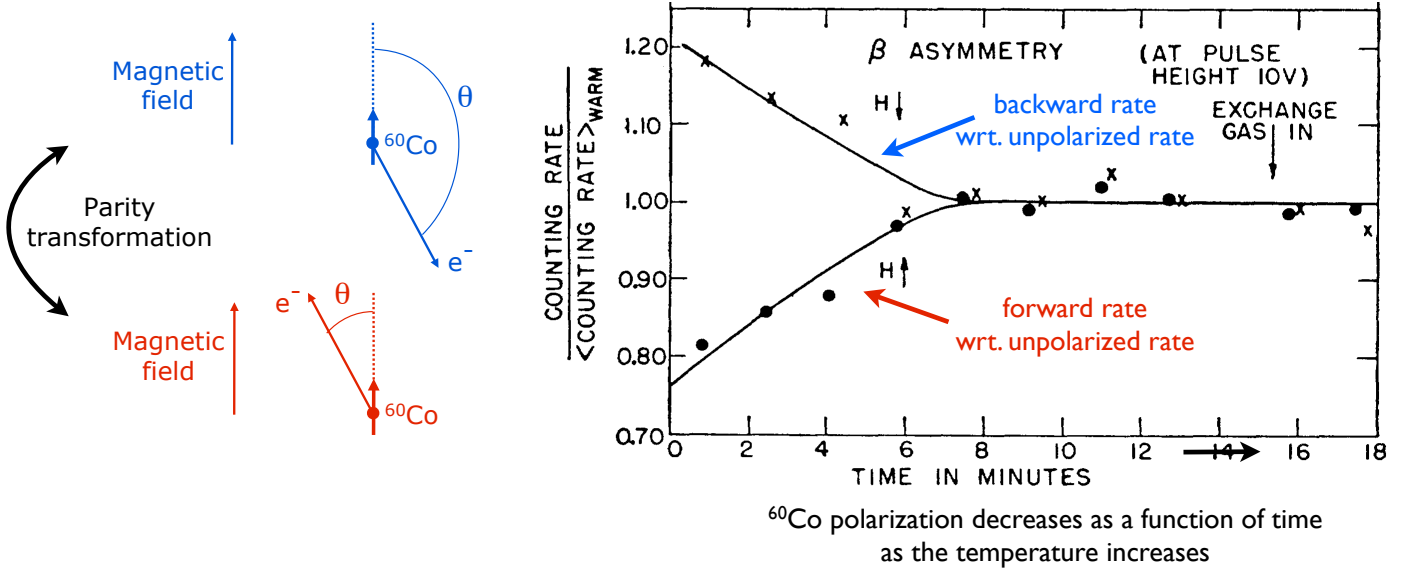 Magnetic
field
θ
⁶⁰Co
e⁻
Parity
transformation
Magnetic
field
e⁻
θ
⁶⁰Co
COUNTING RATE
<COUNTING RATE>WARM
1.20
1.10
1.00
0.90
0.80
0.70
β ASYMMETRY
(AT PULSE
HEIGHT 10V)
H
backward rate
wrt. unpolarized rate
EXCHANGE
GAS IN
H
forward rate
wrt. unpolarized rate
0 2 4 6 8 10 12 14 16 18
TIME IN MINUTES
⁶⁰Co polarization decreases as a function of time
as the temperature increases